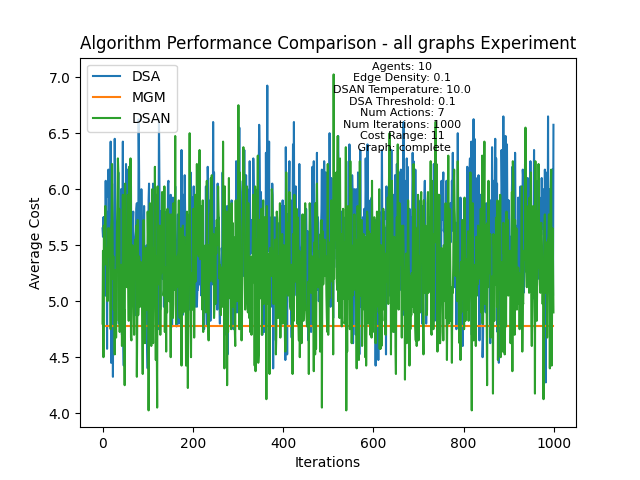 Algorithm Performance Comparison - all graphs Experiment
DSA
MGM
DSAN
Agents: 10
Edge Density: 0.1
DSAN Temperature: 10.0
DSA Threshold: 0.1
Num Actions: 7
Num Iterations: 1000
Cost Range: 11
Graph: complete
Average Cost
7.0
6.5
6.0
5.5
5.0
4.5
4.0
0
200
400
600
800
1000
Iterations